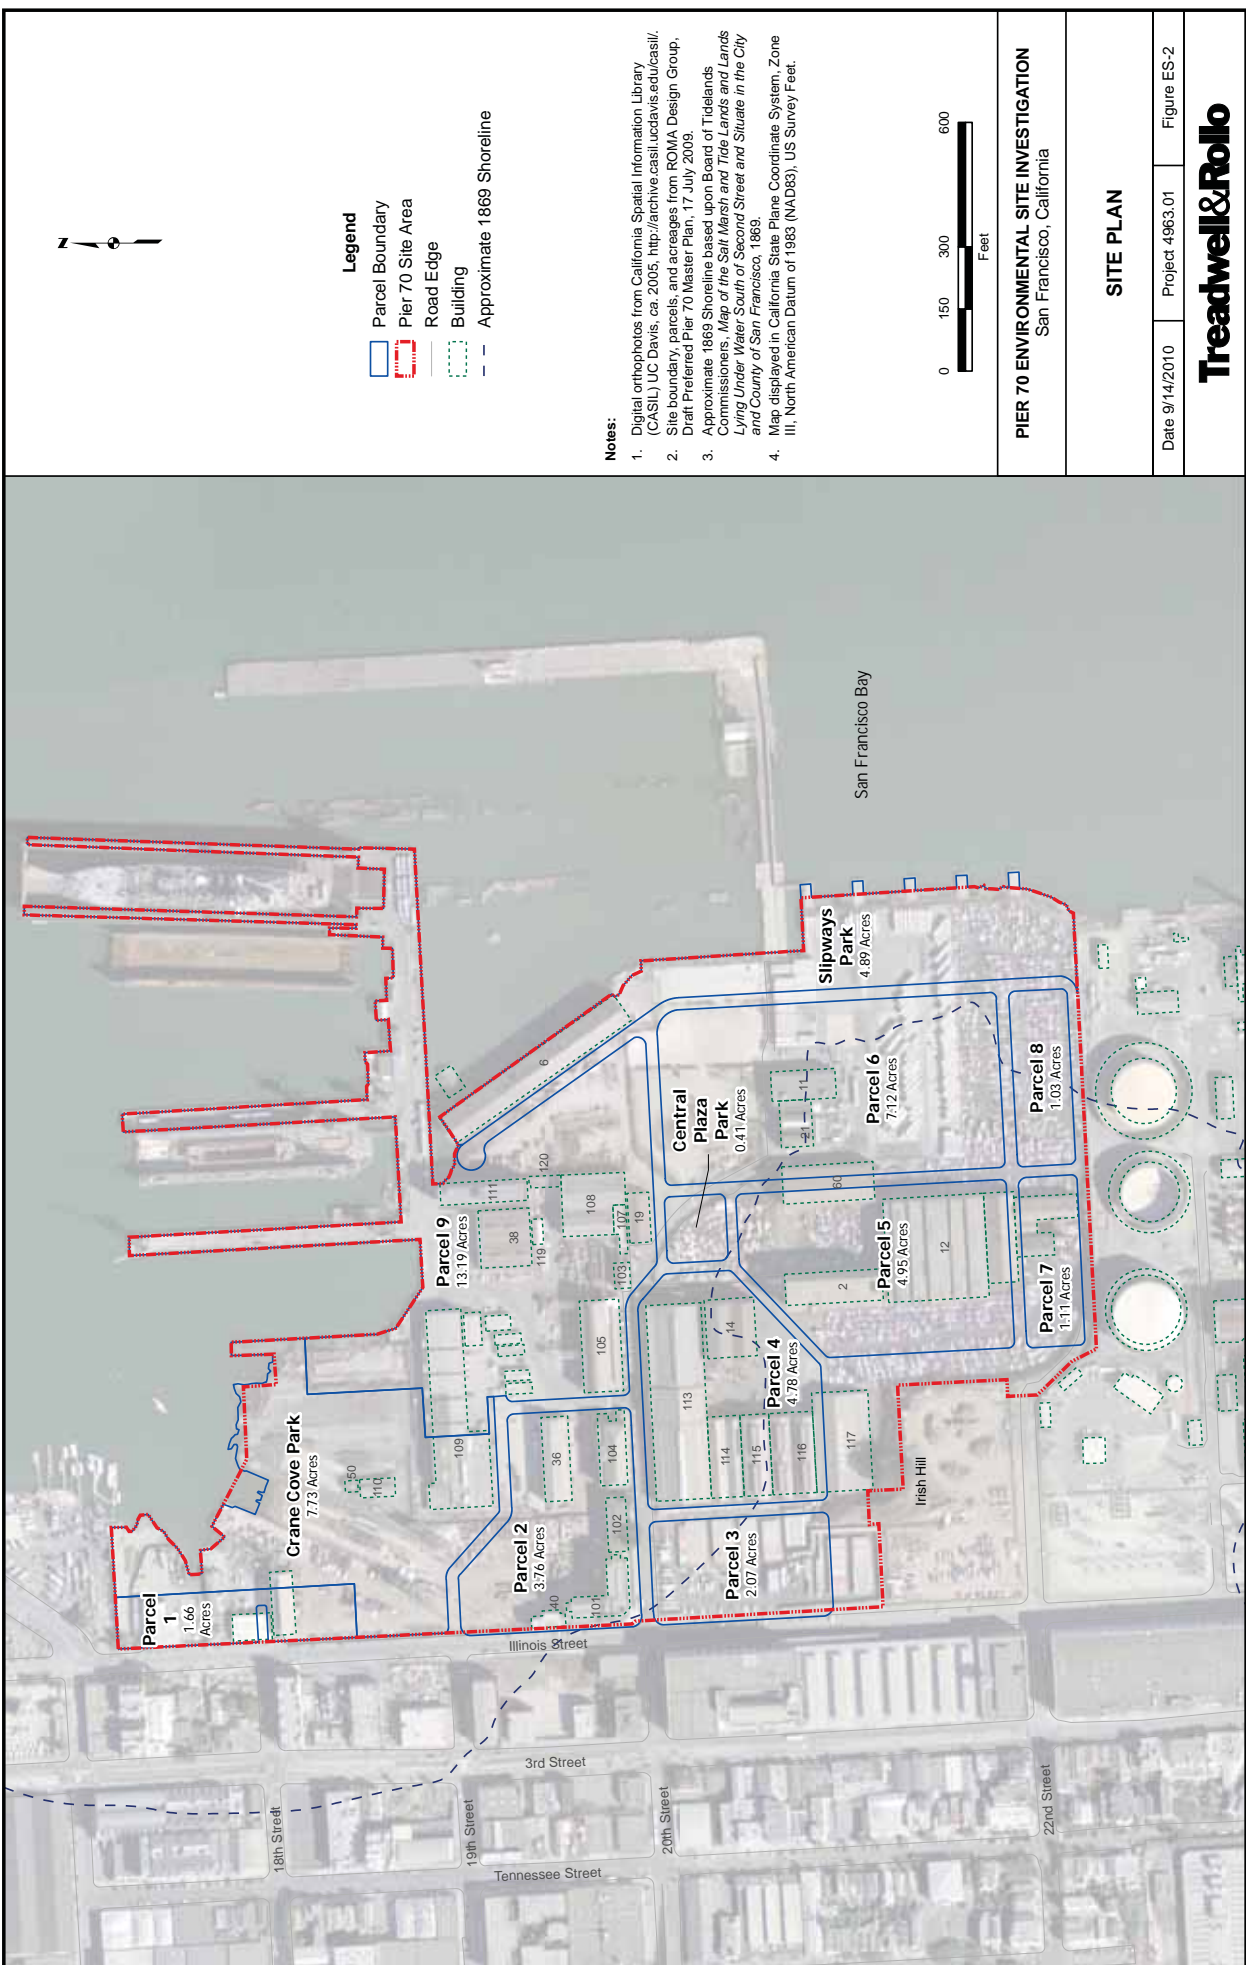 Legend
Parcel Boundary
Pier 70 Site Area
Road Edge
Building
Approximate 1869 Shoreline
N
Notes:
1. Digital orthophotos from California Spatial Information Library
(CASIL) UC Davis, ca. 2005, http://archive.casil.ucdavis.edu/casil/.
2. Site boundary, parcels, and acreages from ROMA Design Group,
Draft Preferred Pier 70 Master Plan, 17 July 2009.
3. Approximate 1869 Shoreline based upon Board of Tidelands
Commissioners, Map of the Salt Marsh and Tide Lands and Lands
Lying Under Water South of Second Street and Situate in the City
and County of San Francisco, 1869.
4. Map displayed in California State Plane Coordinate System, Zone
III, North American Datum of 1983 (NAD83), US Survey Feet.
0 150 300 600
Feet
PIER 70 ENVIRONMENTAL SITE INVESTIGATION
San Francisco, California
SITE PLAN
Date 9/14/2010 Project 4963.01 Figure ES-2
Treadwell&Rollo
San Francisco Bay
Parcel
1
1.66
Acres
Crane Cove Park
7.73 Acres
Parcel 9
13.19 Acres
Parcel 2
3.76 Acres
Parcel 3
2.07 Acres
Parcel 4
4.78 Acres
Central
Plaza
Park
0.41 Acres
Parcel 5
4.95 Acres
Parcel 6
7.12 Acres
Slipways
Park
4.89 Acres
Parcel 7
1.11 Acres
Parcel 8
1.03 Acres
Irish Hill
50
110
109
36
104
102
101
40
105
103
107
19
108
120
119
38
111
6
113
114
115
116
117
14
2
12
60
21
11
Illinois Street
3rd Street
Tennessee Street
18th Street
19th Street
20th Street
22nd Street